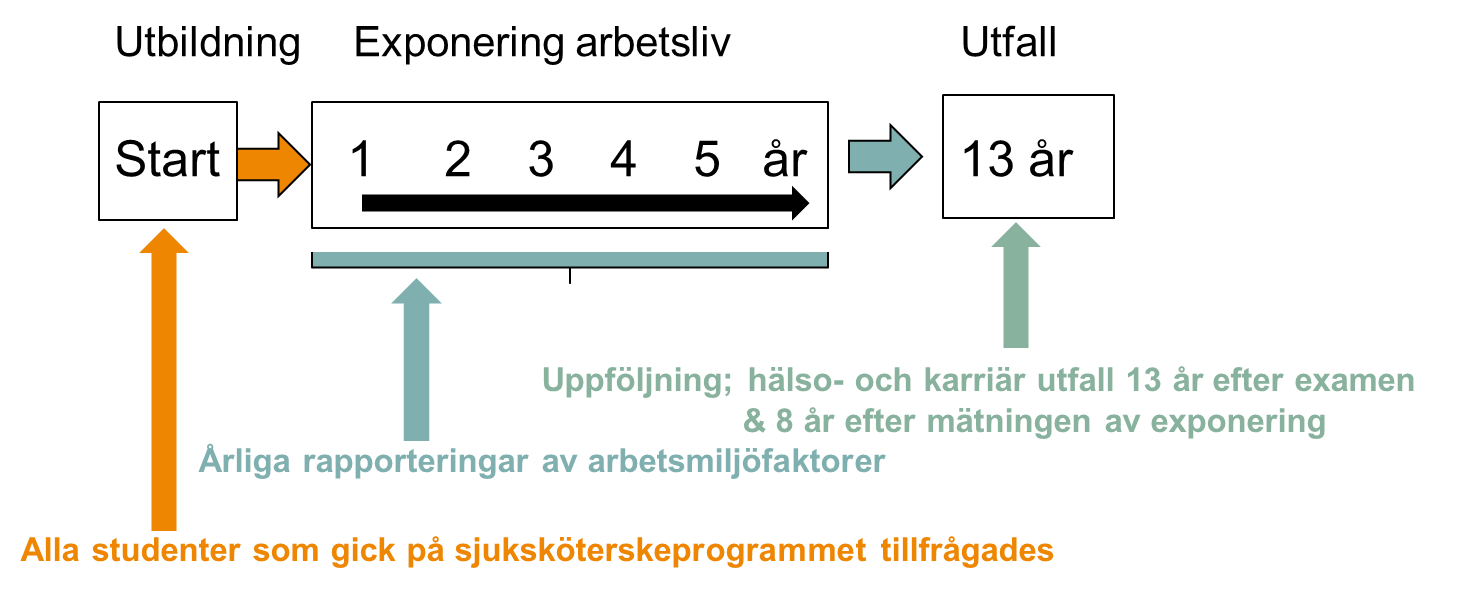 Utbildning
Exponering arbetsliv
Utfall
Start
1 2 3 4 5 år
13 år
Uppföljning; hälso- och karriär utfall 13 år efter examen
& 8 år efter mätningen av exponering
Årliga rapporteringar av arbetsmiljöfaktorer
Alla studenter som gick på sjuksköterskeprogrammet tillfrågades